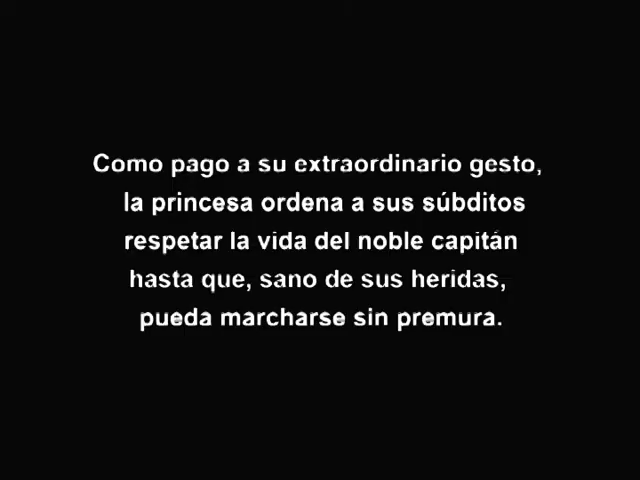 Como pago a su extraordinario gesto,
la princesa ordena a sus súbditos
respetar la vida del noble capitán
hasta que, sano de sus heridas,
pueda marcharse sin premura.